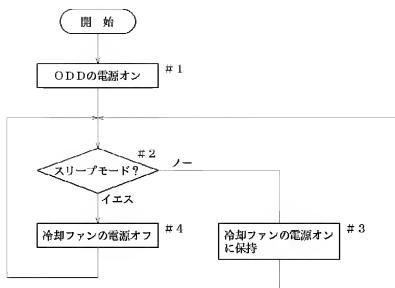 開 始
ODDの電源オン
#1
#2
スリープモード?
ノー
イエス
冷却ファンの電源オフ
#4
冷却ファンの電源オン
に保持
#3